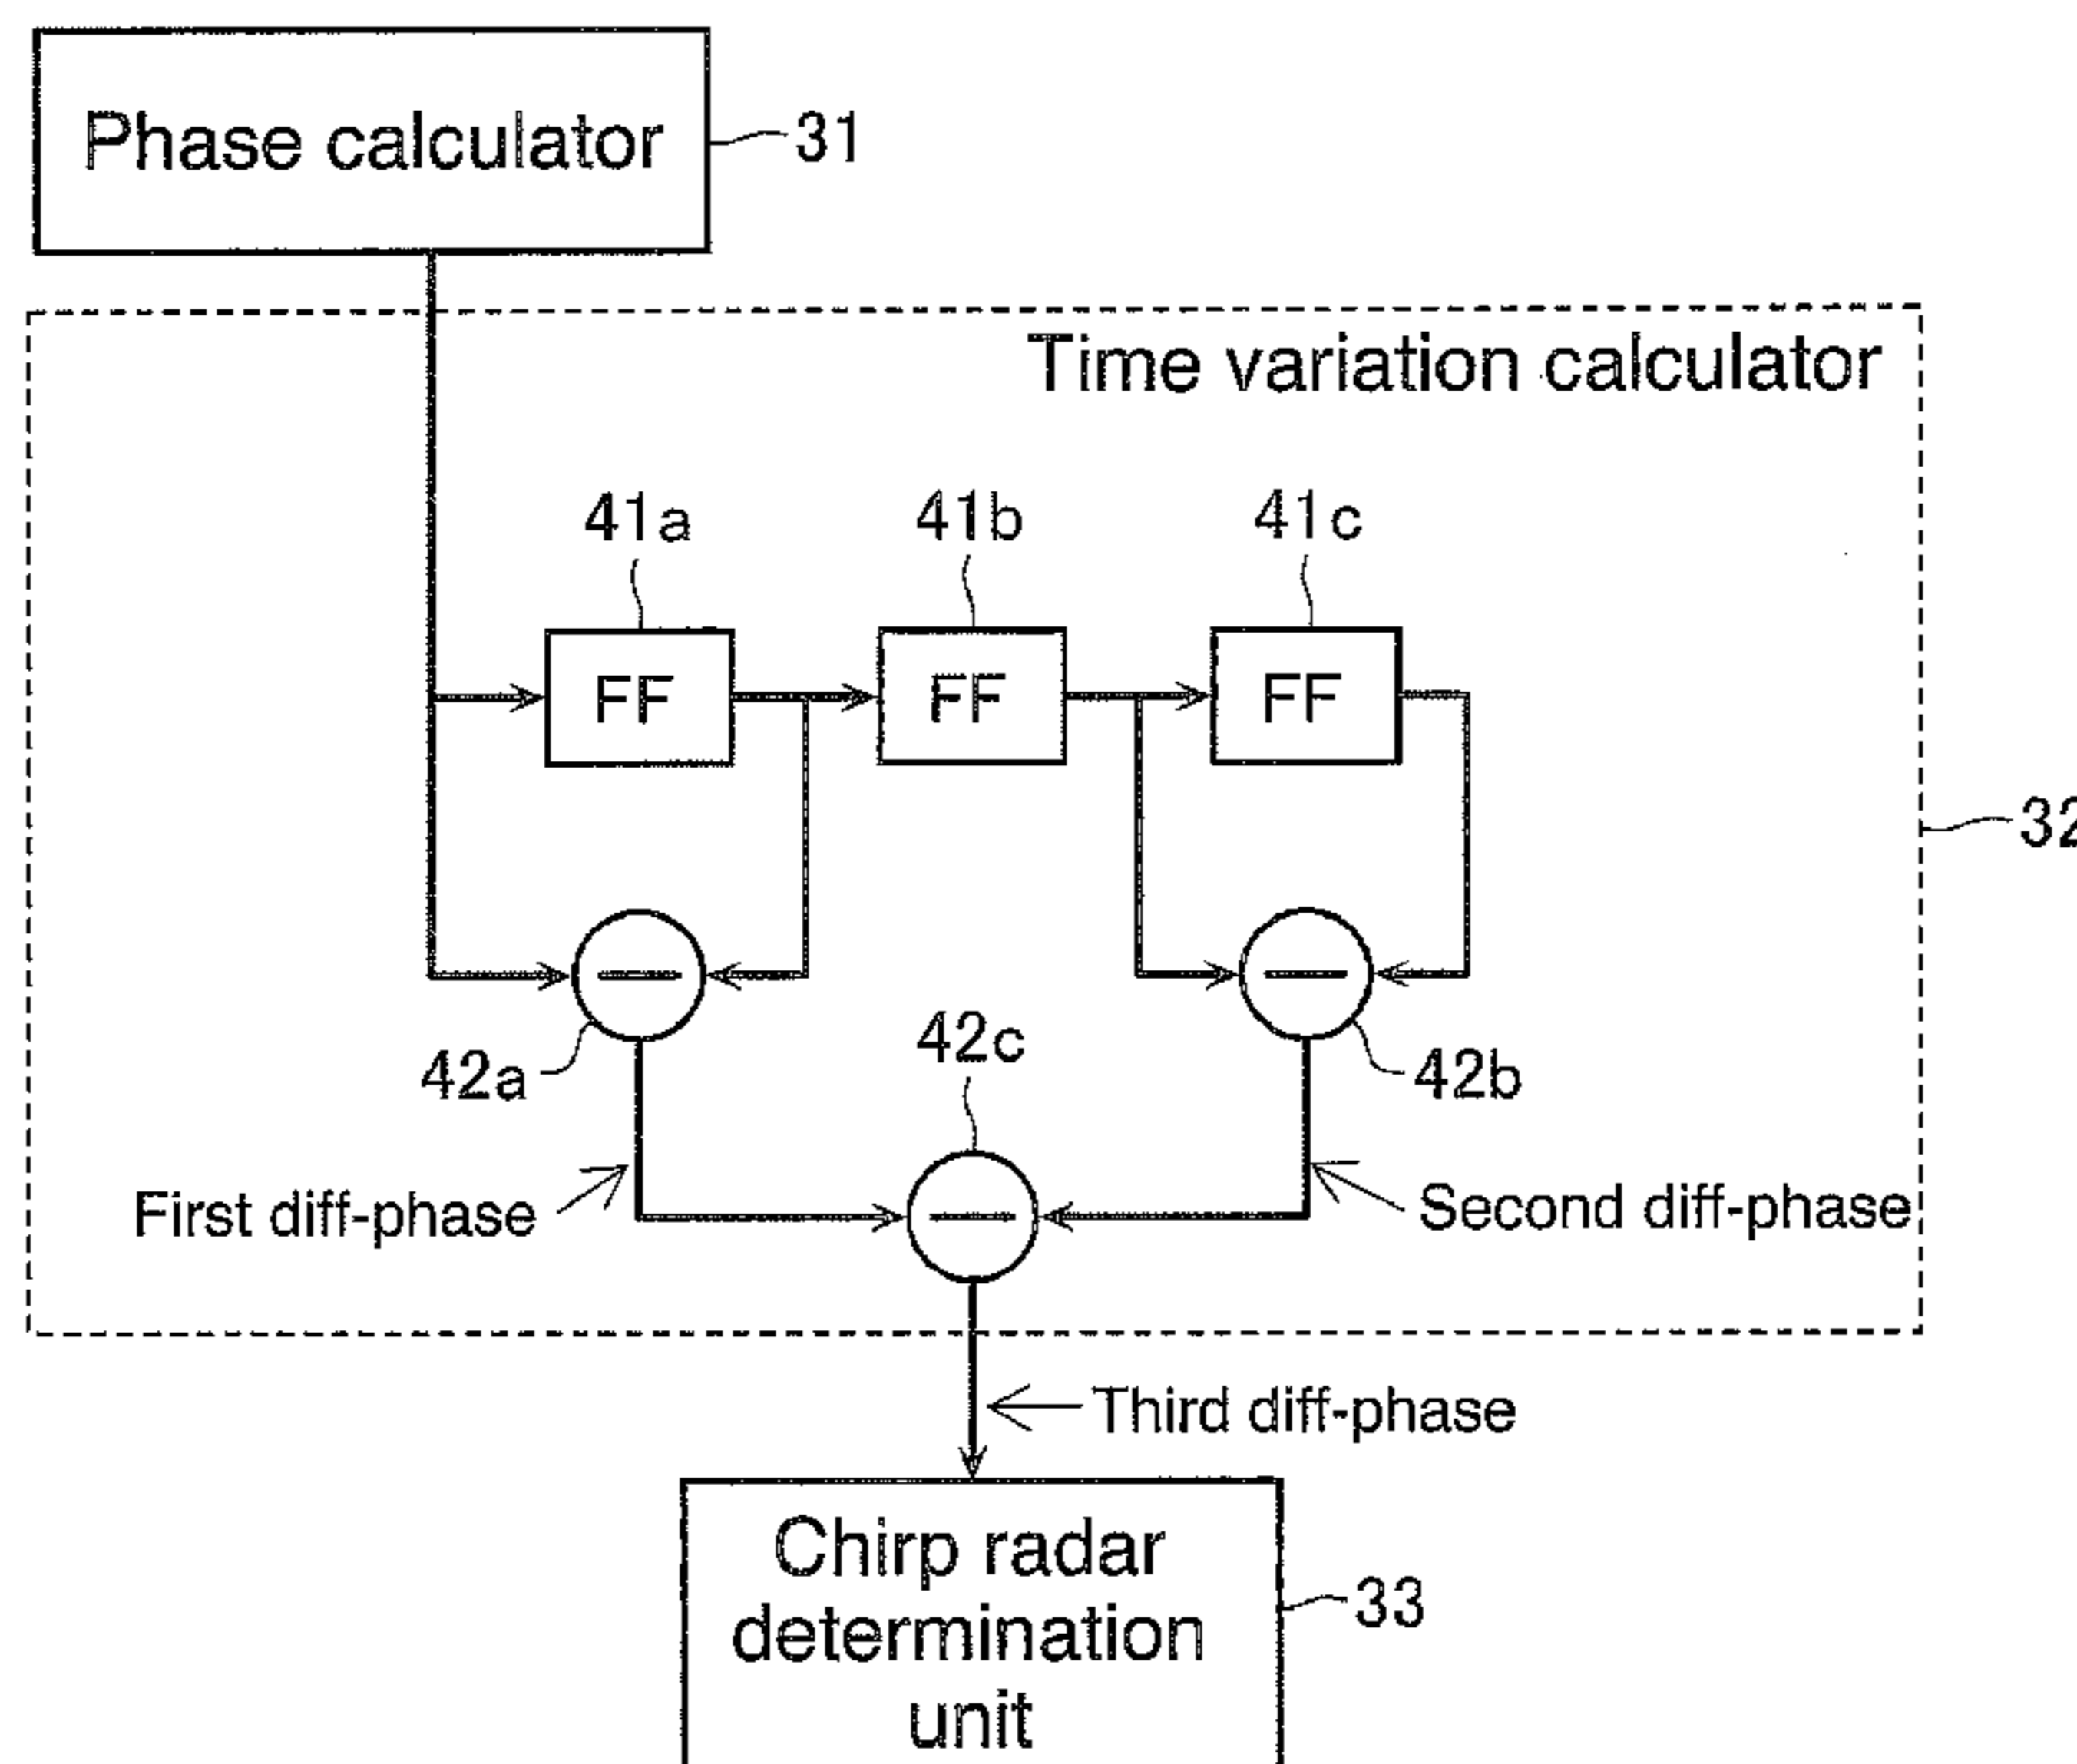 Phase calculator
31
Time variation calculator
41a
41b
41c
FF
FF
FF
32
42a
42c
42b
First diff-phase
Second diff-phase
Third diff-phase
Chirp radar
determination
unit
33